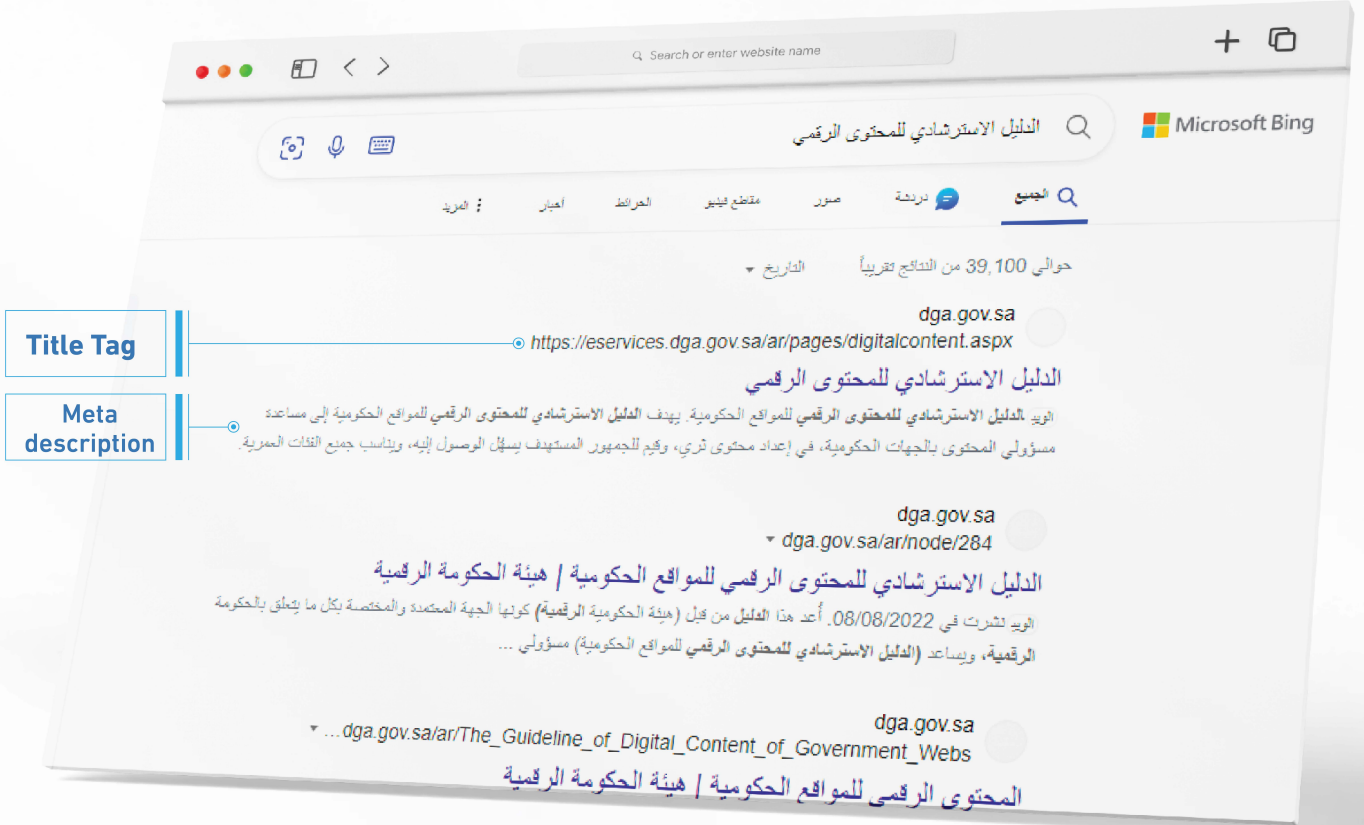 Search or enter website name
Microsoft Bing
الدليل الاسترشادي للمحتوى الرقمي
الجميع
دردشة
صور
مقاطع فيديو
الخرائط
أخبار
المزيد
حوالي 39,100 من النتائج تقريباً
التاريخ
dga.gov.sa
Title Tag
https://eservices.dga.gov.sa/ar/pages/digitalcontent.aspx
الدليل الاسترشادي للمحتوى الرقمي
Meta
description
الويب الدليل الاسترشادي للمحتوى الرقمي للمواقع الحكومية. يهدف الدليل الاسترشادي للمحتوى الرقمي للمواقع الحكومية إلى مساعدة
مسؤولي المحتوى بالجهات الحكومية، في إعداد محتوى ثري، وقيم للجمهور المستهدف يسهّل الوصول إليه، ويناسب جميع الفئات العمرية.
dga.gov.sa
dga.gov.sa/ar/node/284
الدليل الاسترشادي للمحتوى الرقمي للمواقع الحكومية | هيئة الحكومة الرقمية
الويب نشرت في 08/08/2022. أُعد هذا الدليل من قبل (هيئة الحكومية الرقمية) كونها الجهة المعتمدة والمختصة بكل ما يتعلق بالحكومة
الرقمية، ويساعد (الدليل الاسترشادي للمحتوى الرقمي للمواقع الحكومية) مسؤولي ...
dga.gov.sa
dga.gov.sa/ar/The_Guideline_of_Digital_Content_of_Government_Webs...
المحتوى الرقمي للمواقع الحكومية | هيئة الحكومة الرقمية